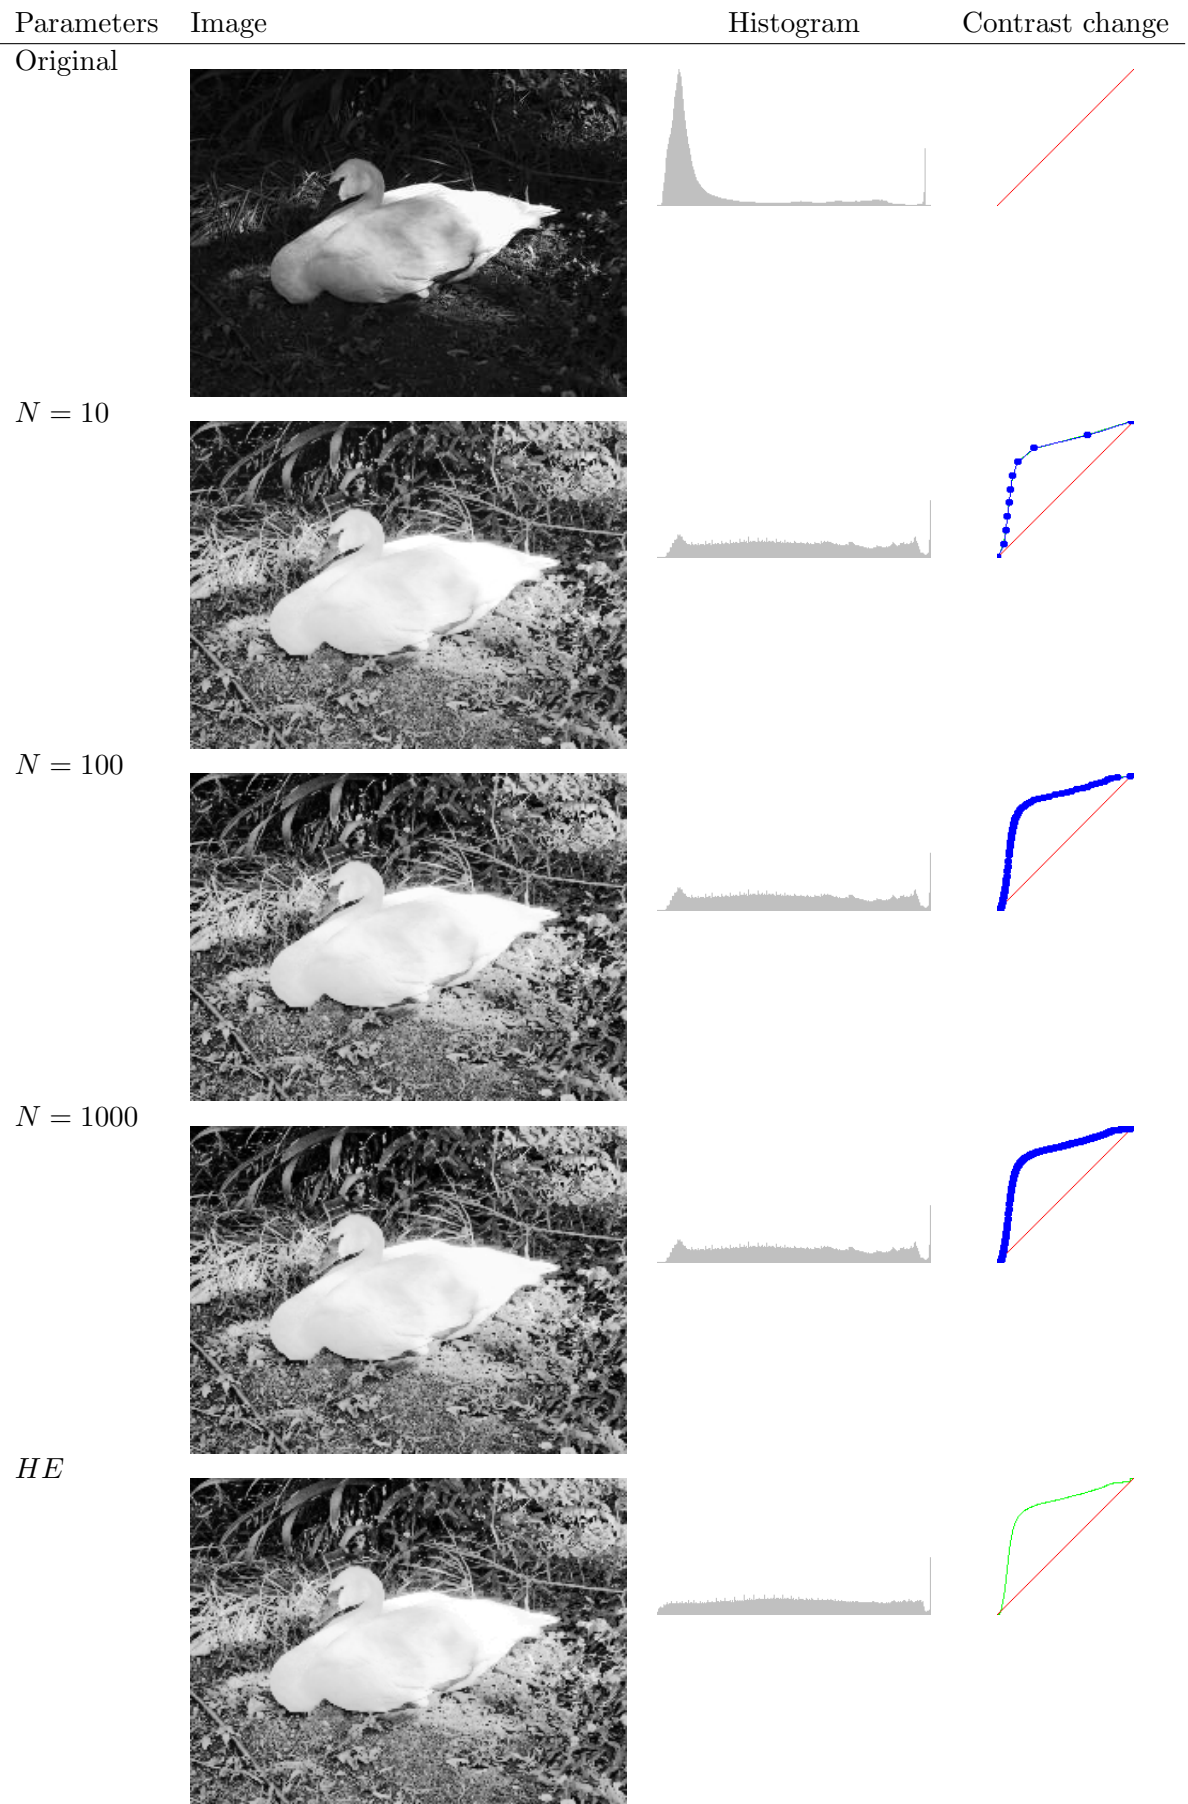 Parameters Image Histogram Contrast change
Original
N = 10
N = 100
N = 1000
HE